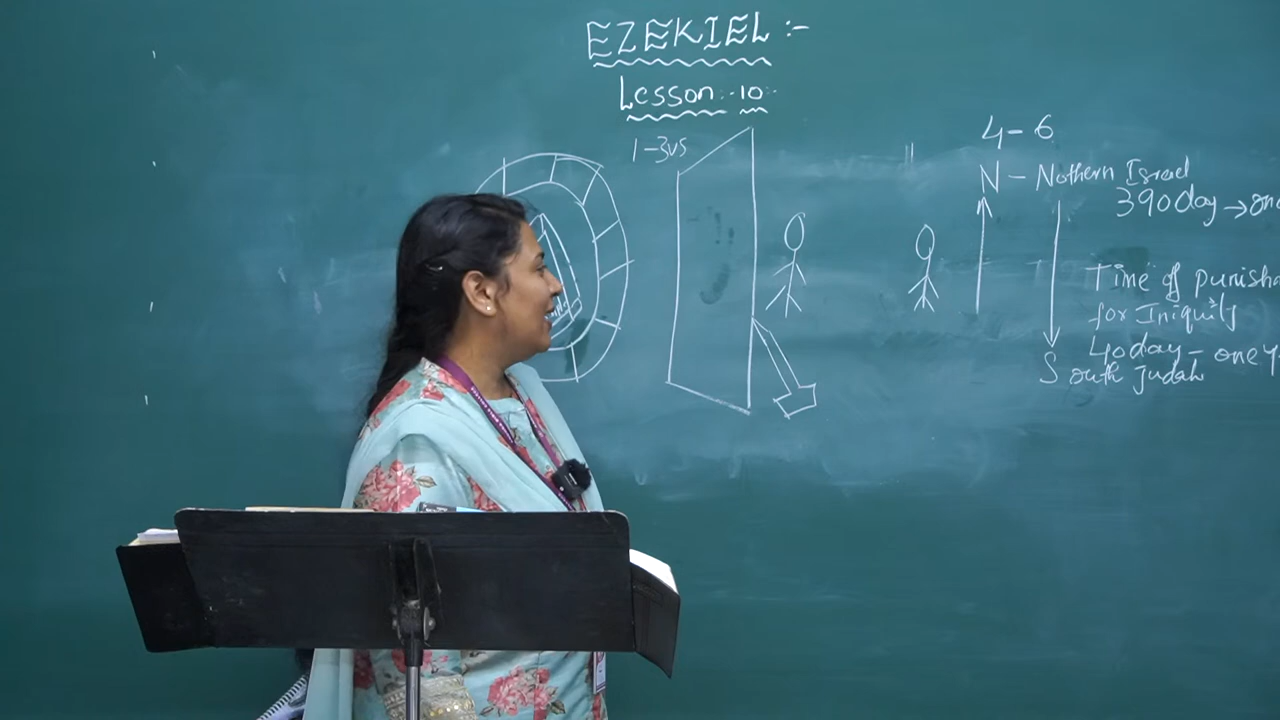 EZEKIEL :-
Lesson :- 10:-
1-3vs
4-6
N - Nothern Israel
390day → one
Time of punishm
for Iniquity
40day - one y
South Judah